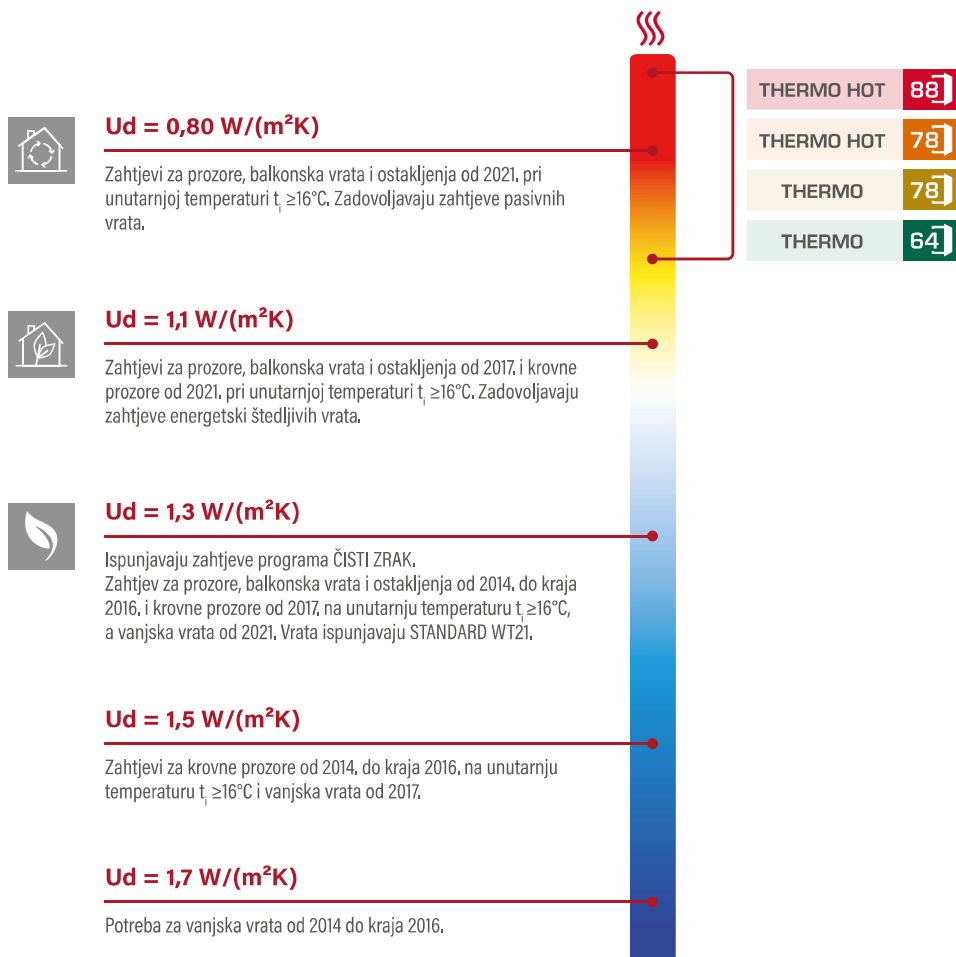 THERMO HOT 88
THERMO HOT 78
THERMO 78
THERMO 64
Ud = 0,80 W/(m²K)
Zahtjevi za prozore, balkonska vrata i ostakljenja od 2021. pri
unutarnjoj temperaturi tᵢ ≥16°C. Zadovoljavaju zahtjeve pasivnih
vrata.
Ud = 1,1 W/(m²K)
Zahtjevi za prozore, balkonska vrata i ostakljenja od 2017. i krovne
prozore od 2021. pri unutarnjoj temperaturi tᵢ ≥16°C. Zadovoljavaju
zahtjeve energetski štedljivih vrata.
Ud = 1,3 W/(m²K)
Ispunjavaju zahtjeve programa ČISTI ZRAK.
Zahtjev za prozore, balkonska vrata i ostakljenja od 2014. do kraja
2016. i krovne prozore od 2017. na unutarnju temperaturu tᵢ ≥16°C,
a vanjska vrata od 2021. Vrata ispunjavaju STANDARD WT21.
Ud = 1,5 W/(m²K)
Zahtjevi za krovne prozore od 2014. do kraja 2016. na unutarnju
temperaturu tᵢ ≥16°C i vanjska vrata od 2017.
Ud = 1,7 W/(m²K)
Potreba za vanjska vrata od 2014 do kraja 2016.